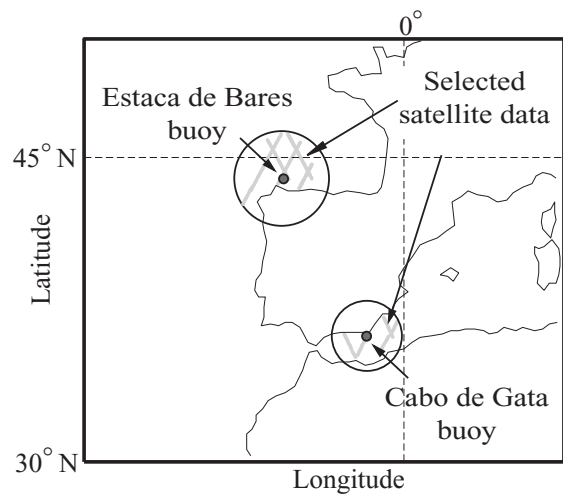 0°
Estaca de Bares
buoy
Selected
satellite data
45° N
Latitude
Cabo de Gata
buoy
30° N
Longitude